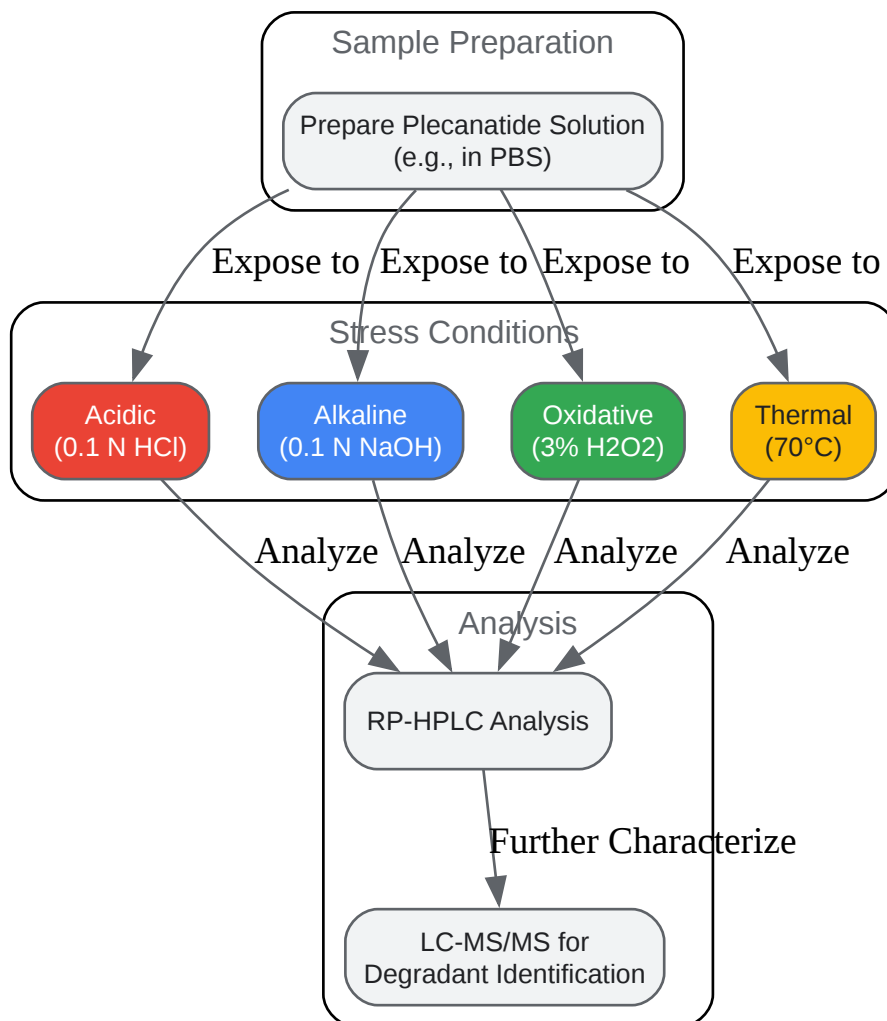 Sample Preparation
Prepare Plecanatide Solution
(e.g., in PBS)
Expose to
Expose to
Expose to
Expose to
Stress Conditions
Acidic
(0.1 N HCl)
Alkaline
(0.1 N NaOH)
Oxidative
(3% H2O2)
Thermal
(70°C)
Analyze
Analyze
Analyze
Analyze
Analysis
RP-HPLC Analysis
Further Characterize
LC-MS/MS for
Degradant Identification